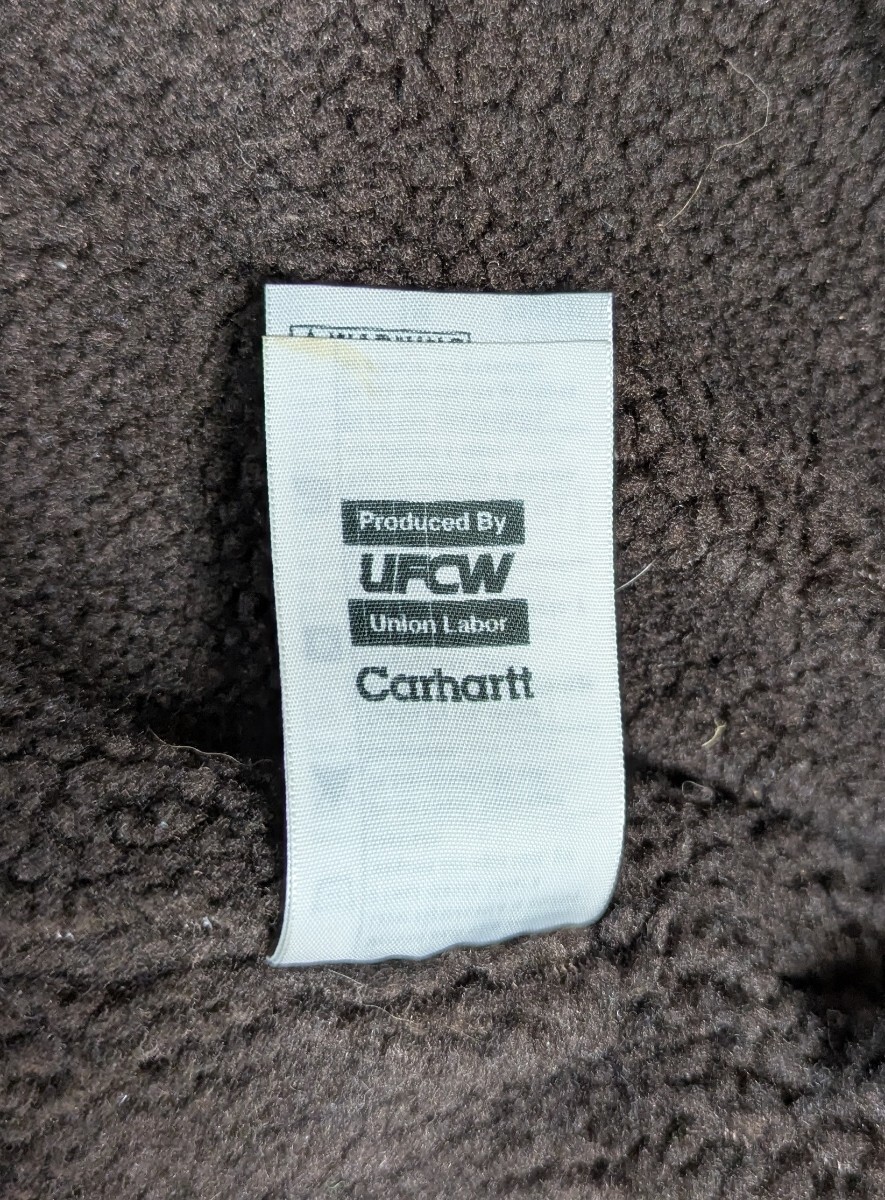 Produced By
UFCW
Union Labor
Carhartt